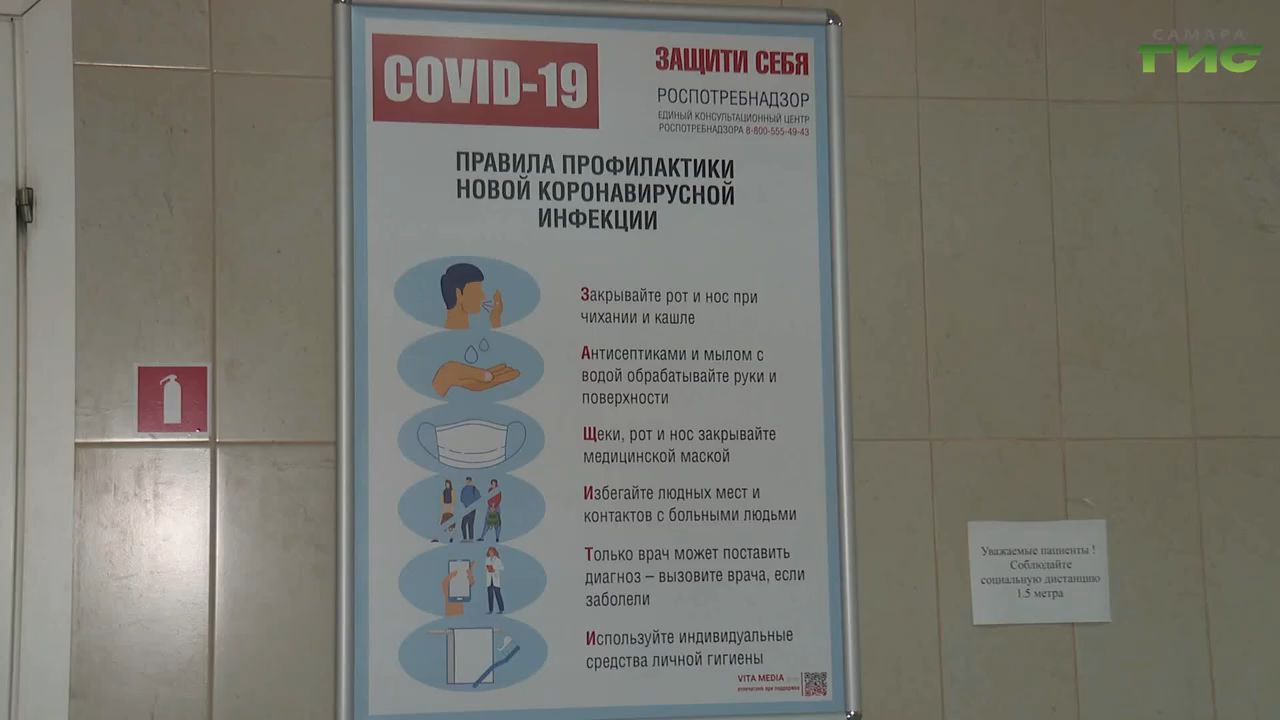 САМАРА
ГИС
COVID-19
ЗАЩИТИ СЕБЯ
РОСПОТРЕБНАДЗОР
ЕДИНЫЙ КОНСУЛЬТАЦИОННЫЙ ЦЕНТР
РОСПОТРЕБНАДЗОРА 8-800-555-49-43
ПРАВИЛА ПРОФИЛАКТИКИ
НОВОЙ КОРОНАВИРУСНОЙ
ИНФЕКЦИИ
Закрывайте рот и нос при
чихании и кашле
Антисептиками и мылом с
водой обрабатывайте руки и
поверхности
Щеки, рот и нос закрывайте
медицинской маской
Избегайте людных мест и
контактов с больными людьми
Только врач может поставить
диагноз – вызовите врача, если
заболели
Используйте индивидуальные
средства личной гигиены
VITA MEDIA
Уважаемые пациенты !
Соблюдайте
социальную дистанцию
1.5 метра